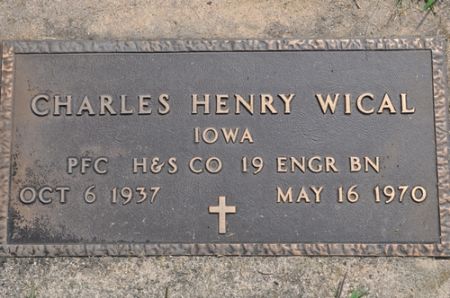 CHARLES HENRY WICAL
IOWA
PFC H&S CO 19 ENGR BN
OCT 6 1937 MAY 16 1970